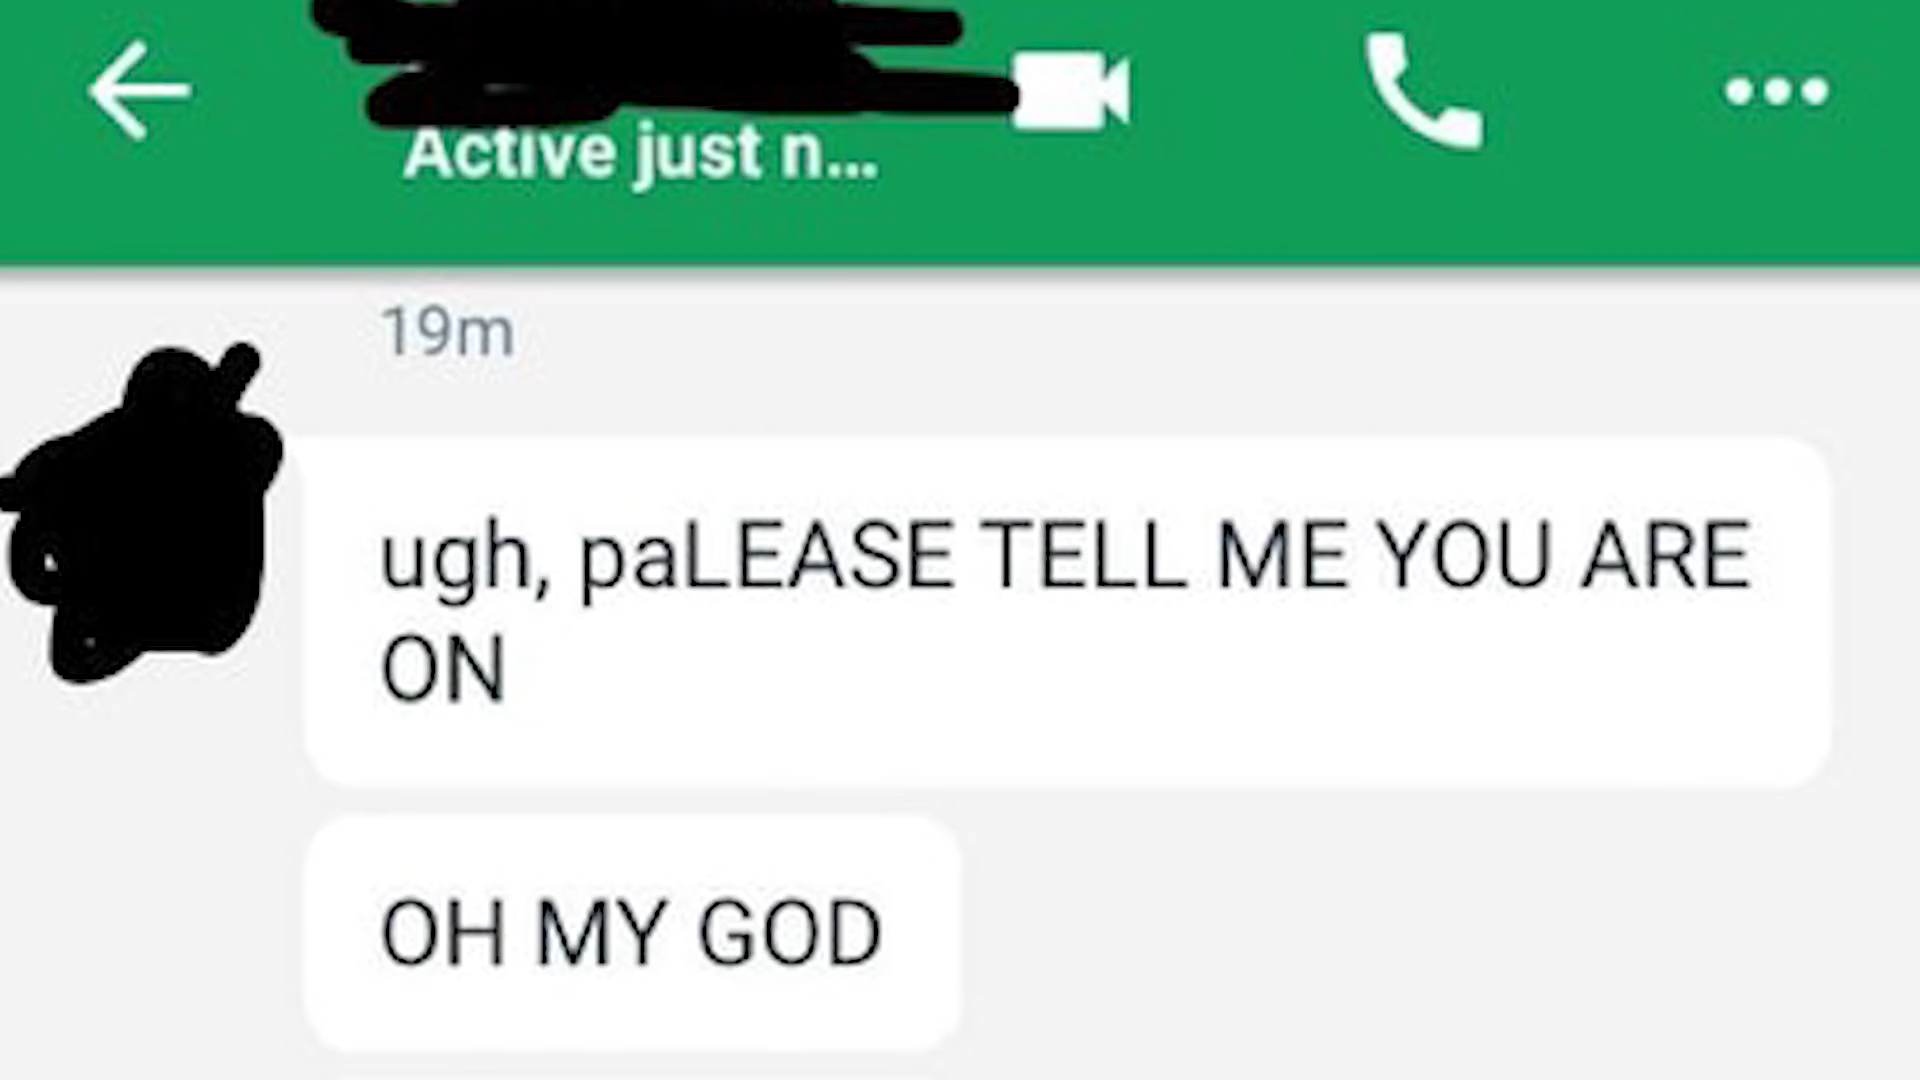 Active just n...
19m
ugh, paLEASE TELL ME YOU ARE
ON
OH MY GOD